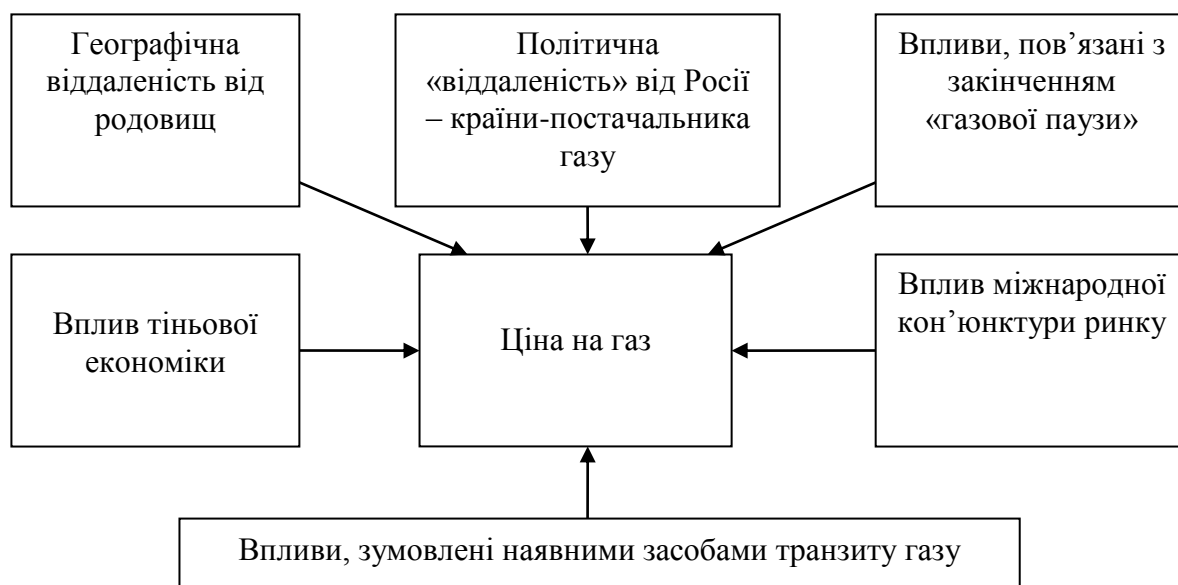 Географічна
віддаленість від
родовищ
Політична
«віддаленість» від Росії
– країни-постачальника
газу
Впливи, пов’язані з
закінченням
«газової паузи»
Вплив тіньової
економіки
Ціна на газ
Вплив міжнародної
кон’юнктури ринку
Впливи, зумовлені наявними засобами транзиту газу